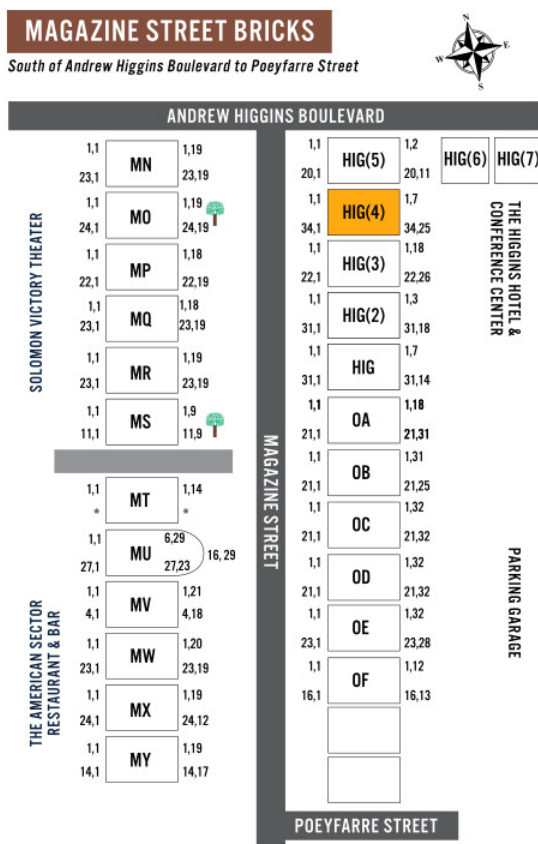 MAGAZINE STREET BRICKS
South of Andrew Higgins Boulevard to Poeyfarre Street
N
W E
S
ANDREW HIGGINS BOULEVARD
SOLOMON VICTORY THEATER
1,1 MN 1,19
23,1 23,19
1,1 MO 1,19
24,1 24,19
1,1 MP 1,18
22,1 22,19
1,1 MQ 1,18
23,1 23,19
1,1 MR 1,19
23,1 23,19
1,1 MS 1,9
11,1 11,9
THE AMERICAN SECTOR
RESTAURANT & BAR
1,1 MT 1,14
* *
1,1 MU 6,29
16, 29
27,1 27,23
1,1 MV 1,21
4,1 4,18
1,1 MW 1,20
23,1 23,19
1,1 MX 1,19
24,1 24,12
1,1 MY 1,19
14,1 14,17
MAGAZINE STREET
1,1 HIG(5) 1,2
20,1 20,11
HIG(6) HIG(7)
1,1 HIG(4) 1,7
34,1 34,25
1,1 HIG(3) 1,18
22,1 22,26
1,1 HIG(2) 1,3
31,1 31,18
1,1 HIG 1,7
31,1 31,14
1,1 OA 1,18
21,1 21,31
1,1 OB 1,31
21,1 21,25
1,1 OC 1,32
21,1 21,32
1,1 OD 1,32
21,1 21,32
1,1 OE 1,32
23,1 23,28
1,1 OF 1,12
16,1 16,13
THE HIGGINS HOTEL &
CONFERENCE CENTER
PARKING GARAGE
POEYFARRE STREET